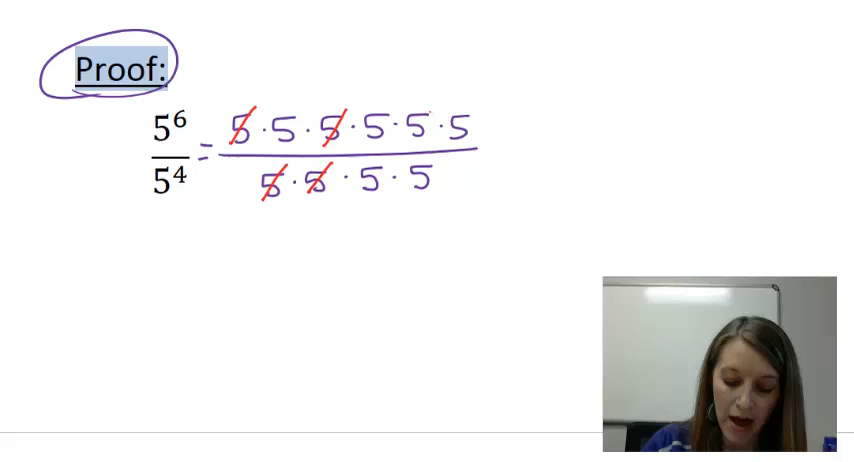 Proof:
5⁶ / 5⁴ = 5 · 5 · 5 · 5 · 5 · 5 / 5 · 5 · 5 · 5